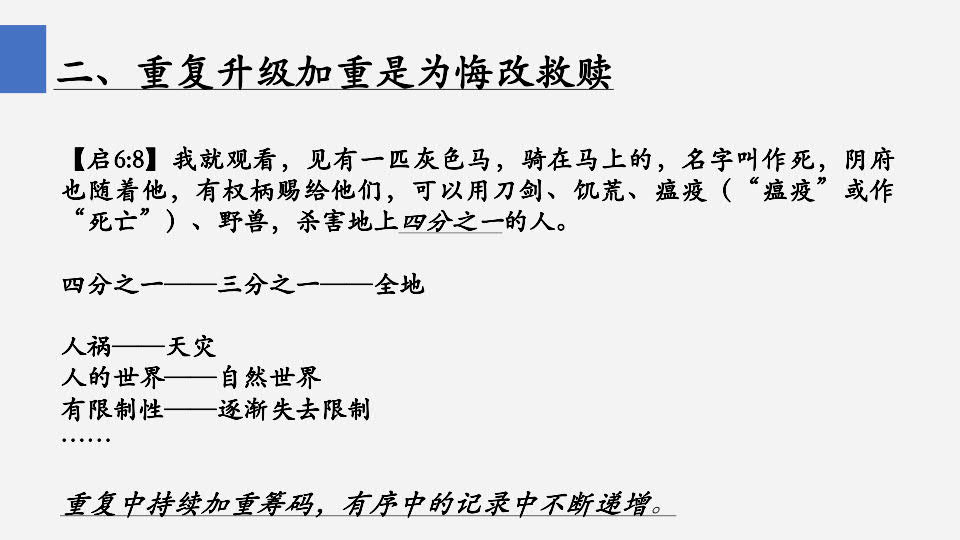 二、重复升级加重是为悔改救赎
【启6:8】我就观看，见有一匹灰色马，骑在马上的，名字叫作死，阴府
也随着他，有权柄赐给他们，可以用刀剑、饥荒、瘟疫（“瘟疫”或作
“死亡”）、野兽，杀害地上四分之一的人。
四分之一——三分之一——全地
人祸——天灾
人的世界——自然世界
有限制性——逐渐失去限制
……
重复中持续加重筹码，有序中的记录中不断递增。